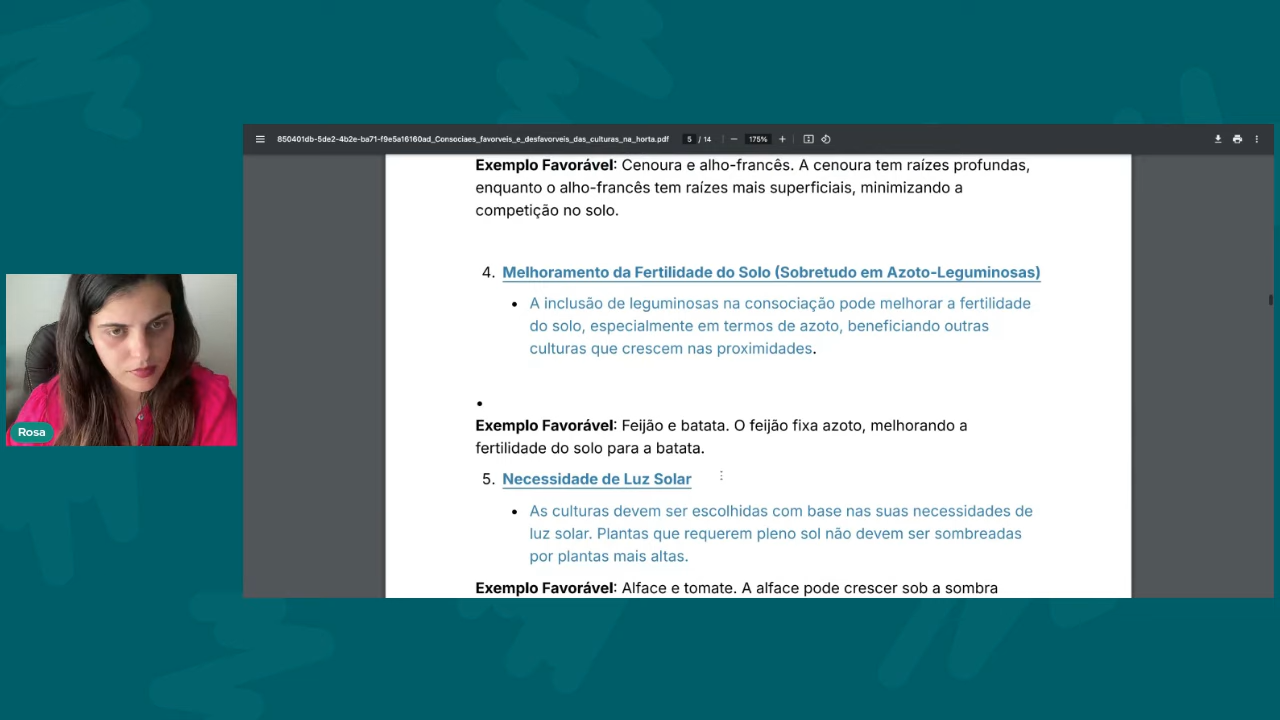 850401db-5de2-4b2e-ba71-f9e5a16160ad_Consociaes_favorveis_e_desfavorveis_das_culturas_na_horta.pdf 5 / 14 175%
Exemplo Favorável: Cenoura e alho-francês. A cenoura tem raízes profundas,
enquanto o alho-francês tem raízes mais superficiais, minimizando a
competição no solo.
4. Melhoramento da Fertilidade do Solo (Sobretudo em Azoto-Leguminosas)
• A inclusão de leguminosas na consociação pode melhorar a fertilidade
do solo, especialmente em termos de azoto, beneficiando outras
culturas que crescem nas proximidades.
•
Exemplo Favorável: Feijão e batata. O feijão fixa azoto, melhorando a
fertilidade do solo para a batata.
5. Necessidade de Luz Solar
• As culturas devem ser escolhidas com base nas suas necessidades de
luz solar. Plantas que requerem pleno sol não devem ser sombreadas
por plantas mais altas.
Exemplo Favorável: Alface e tomate. A alface pode crescer sob a sombra
Rosa